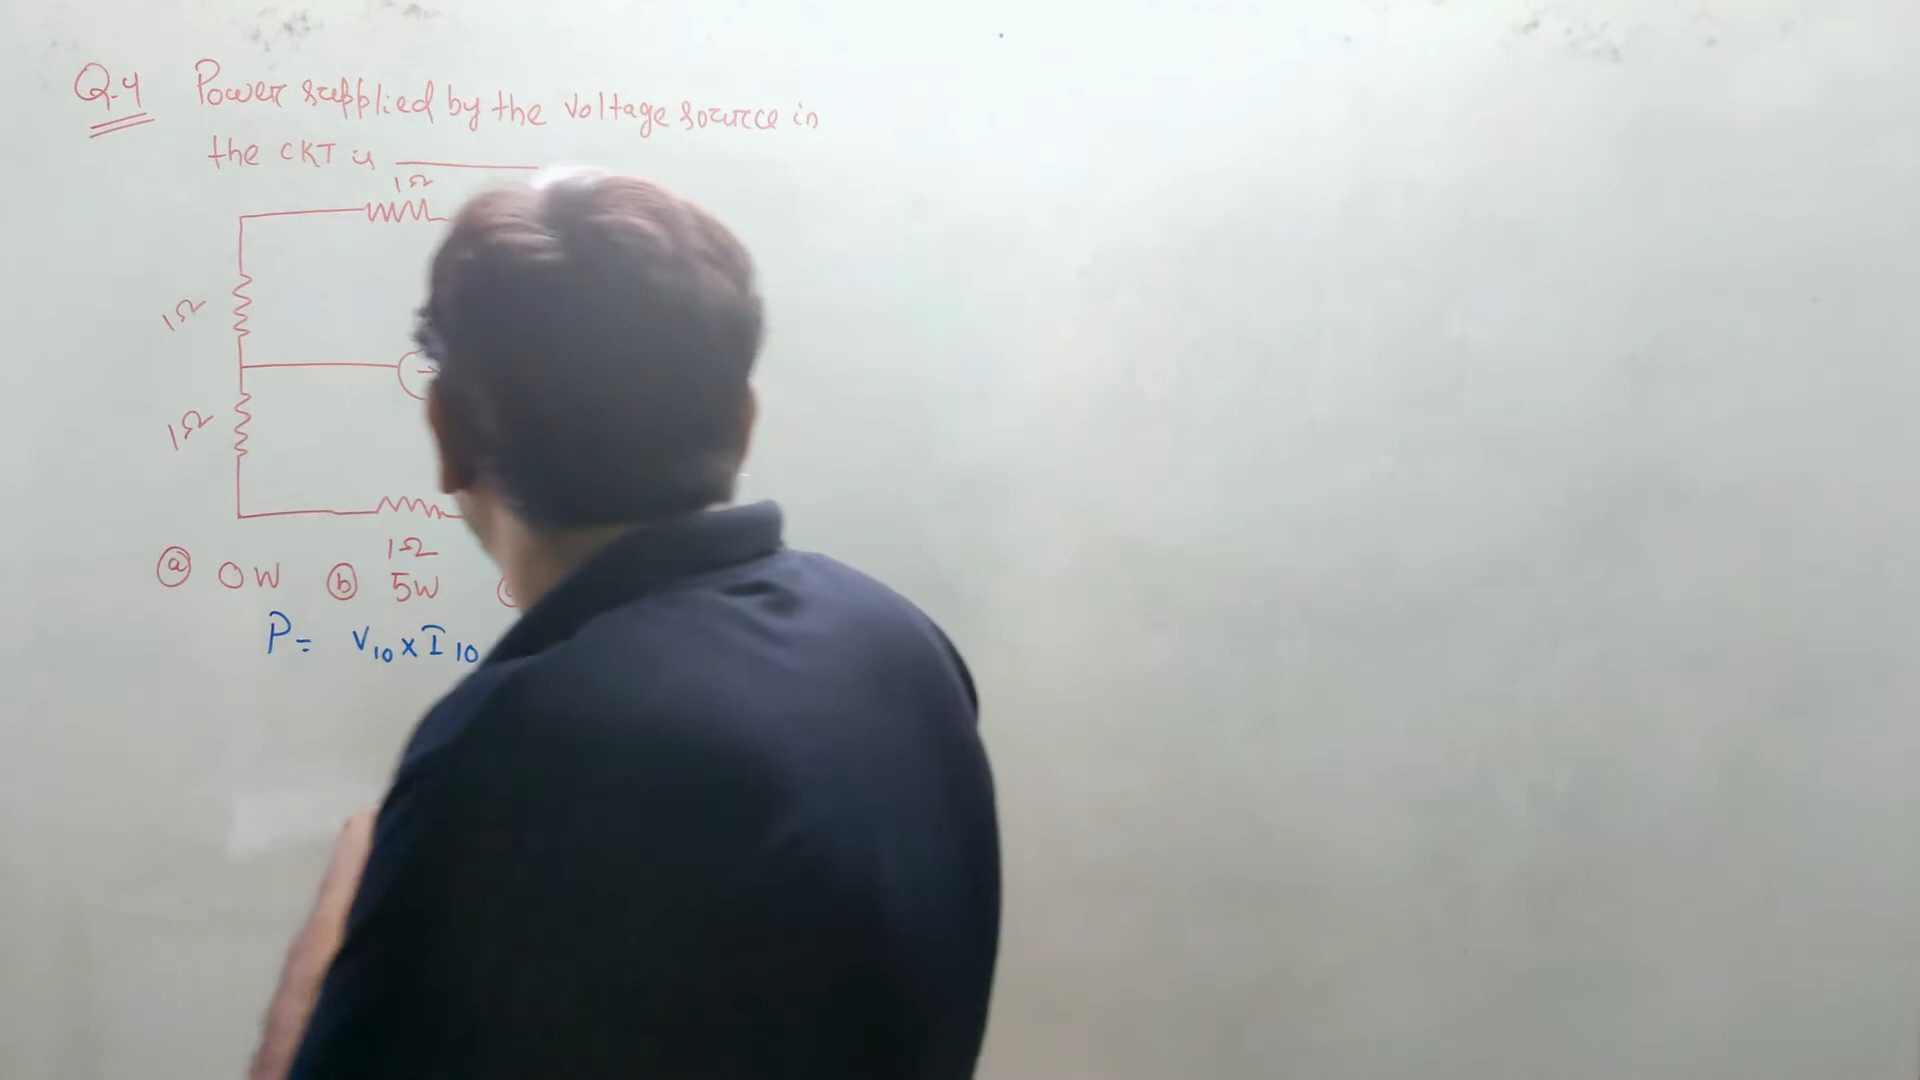 Q.4 Power supplied by the voltage source in
the CKT is
1Ω
1Ω
1Ω
1Ω
ⓐ 0W ⓑ 5W
P= V₁₀ x I₁₀